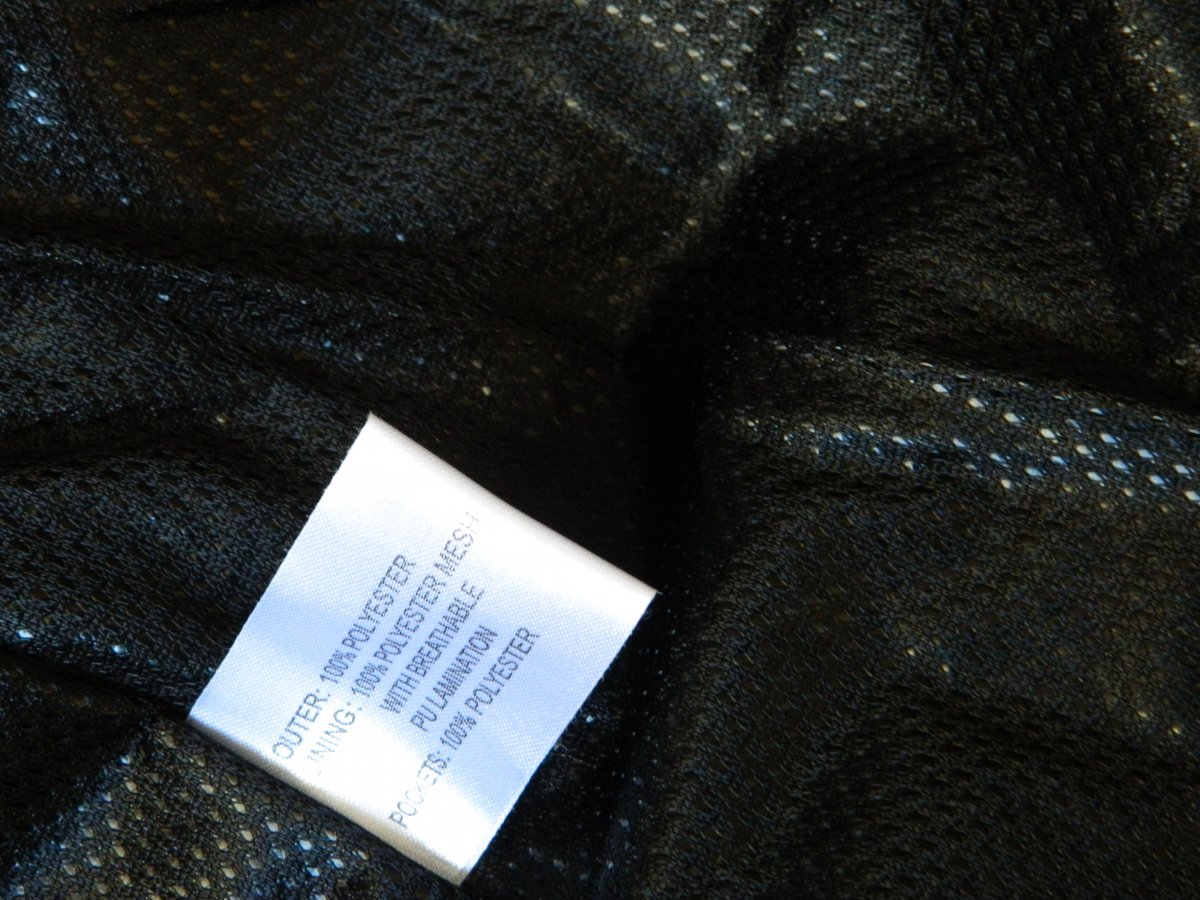 OUTER: 100% POLYESTER
LINING: 100% POLYESTER MESH
WITH BREATHABLE
PU LAMINATION
POCKETS: 100% POLYESTER